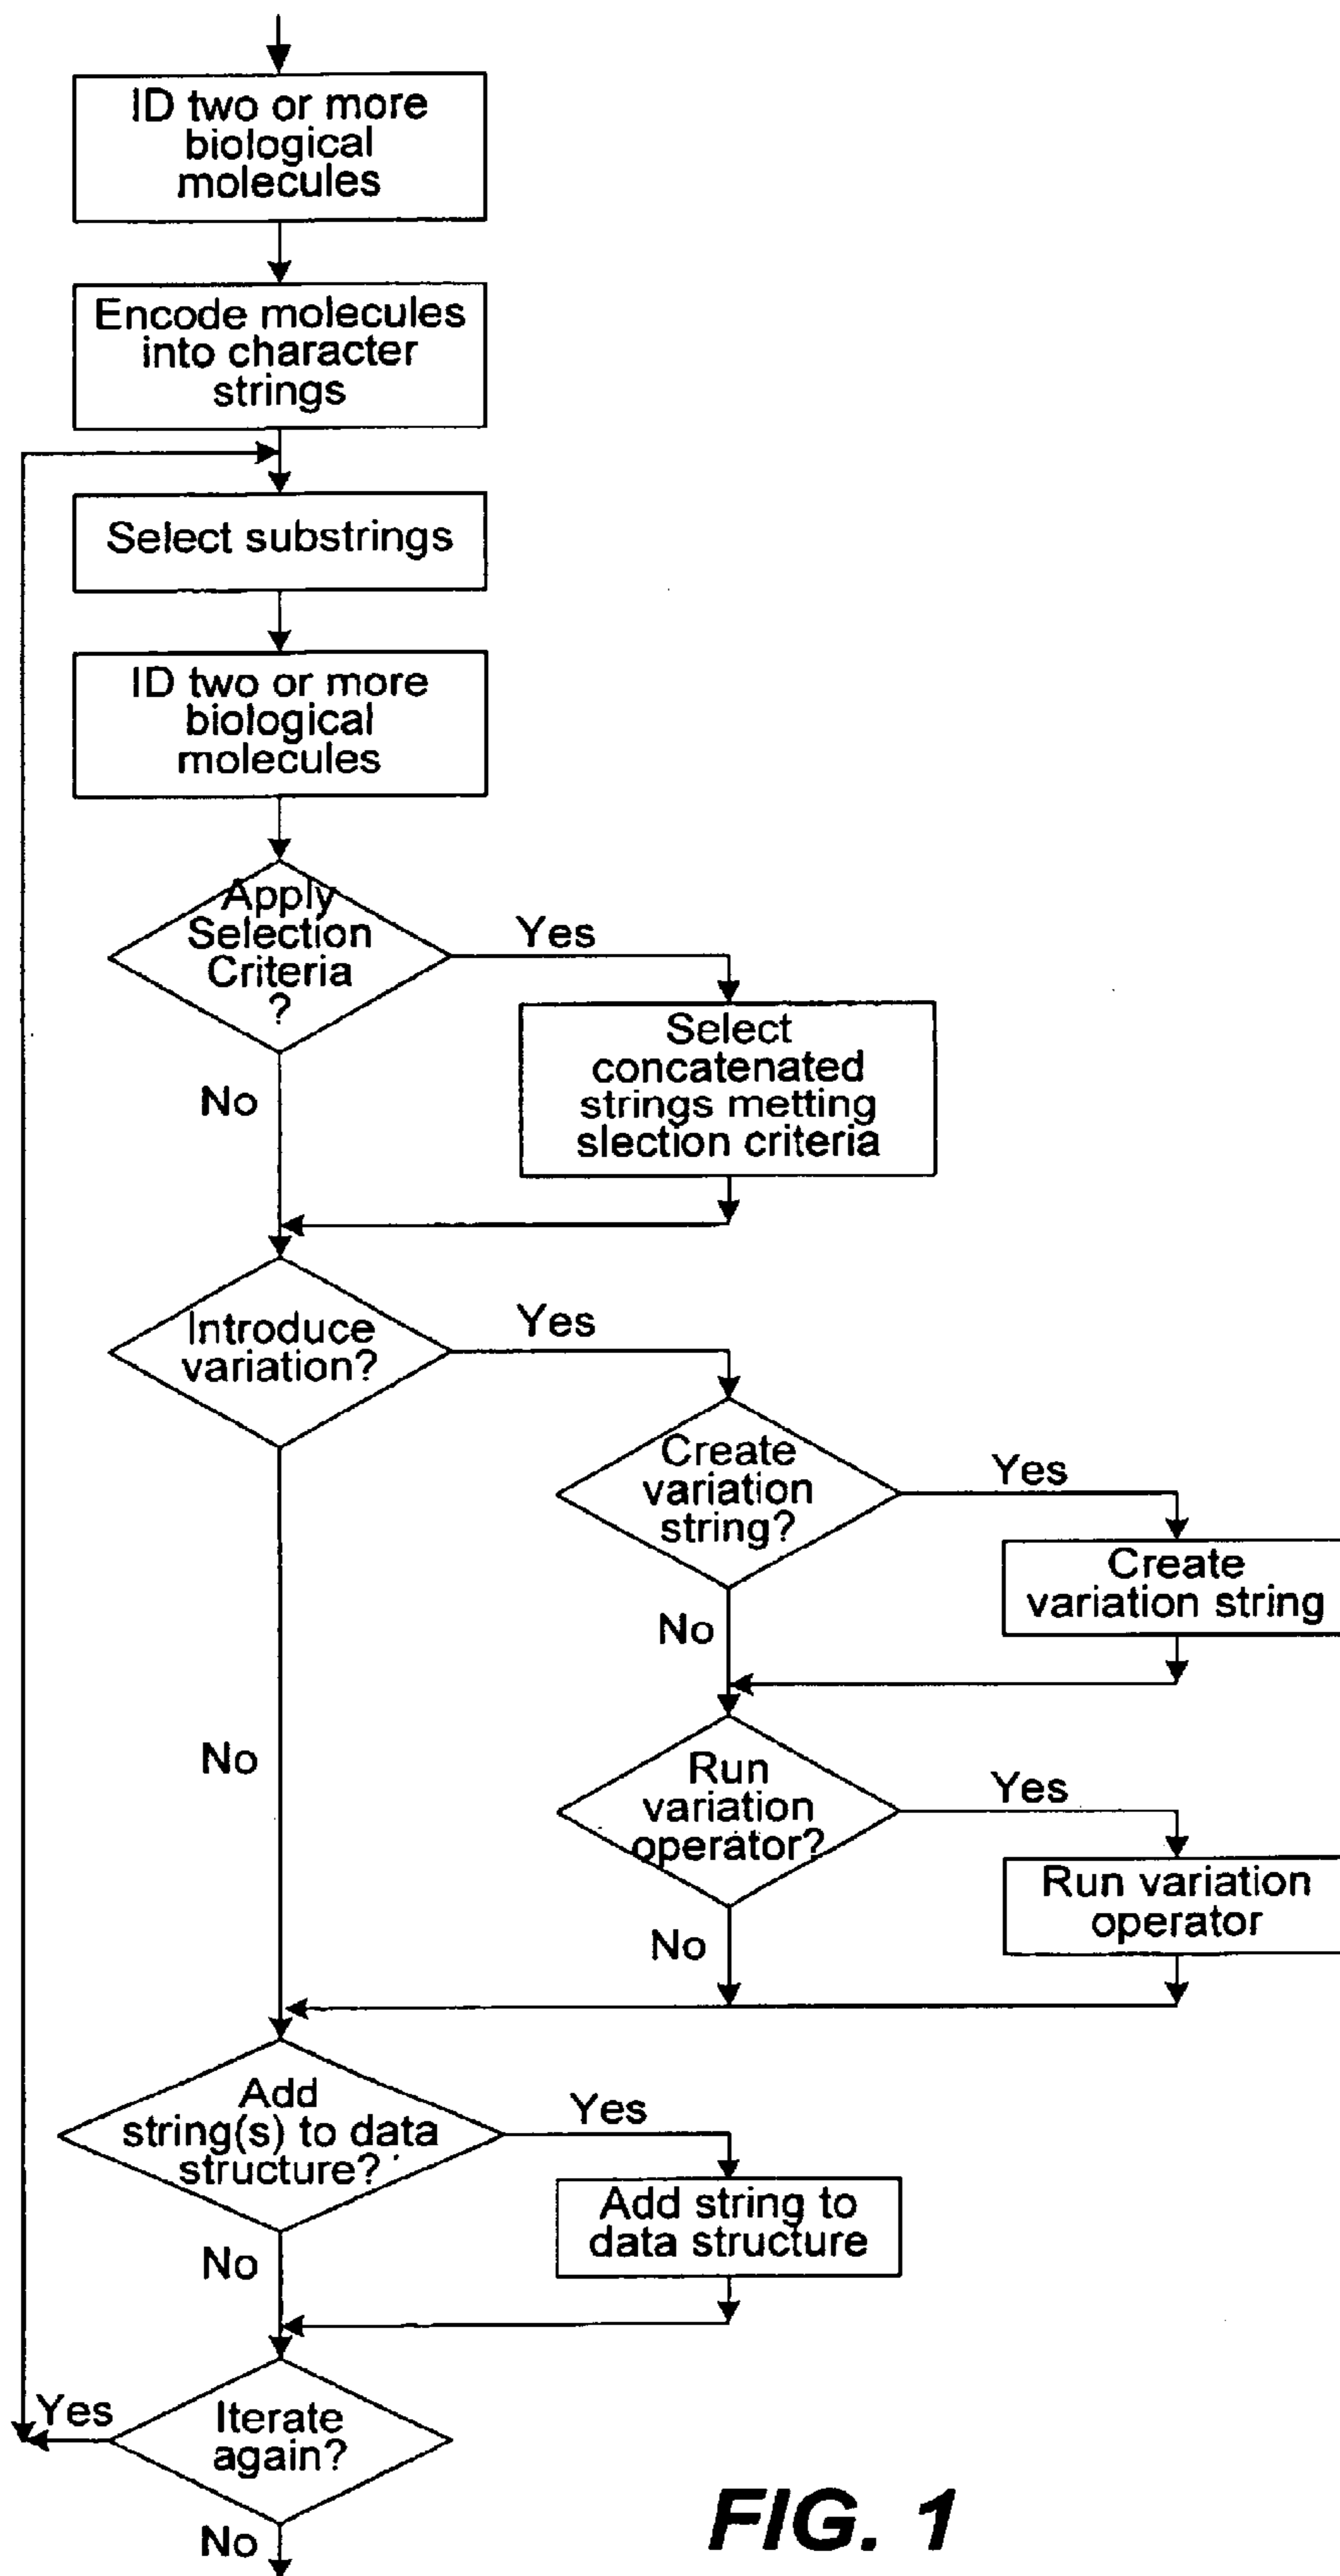 ID two or more
biological
molecules
Encode molecules
into character
strings
Select substrings
ID two or more
biological
molecules
Apply
Selection
Criteria
?
Yes
No
Select
concatenated
strings metting
slection criteria
Introduce
variation?
Yes
No
Create
variation
string?
Yes
No
Create
variation string
Run
variation
operator?
Yes
No
Run variation
operator
Add
string(s) to data
structure?
Yes
No
Add string to
data structure
Iterate
again?
Yes
No
FIG. 1